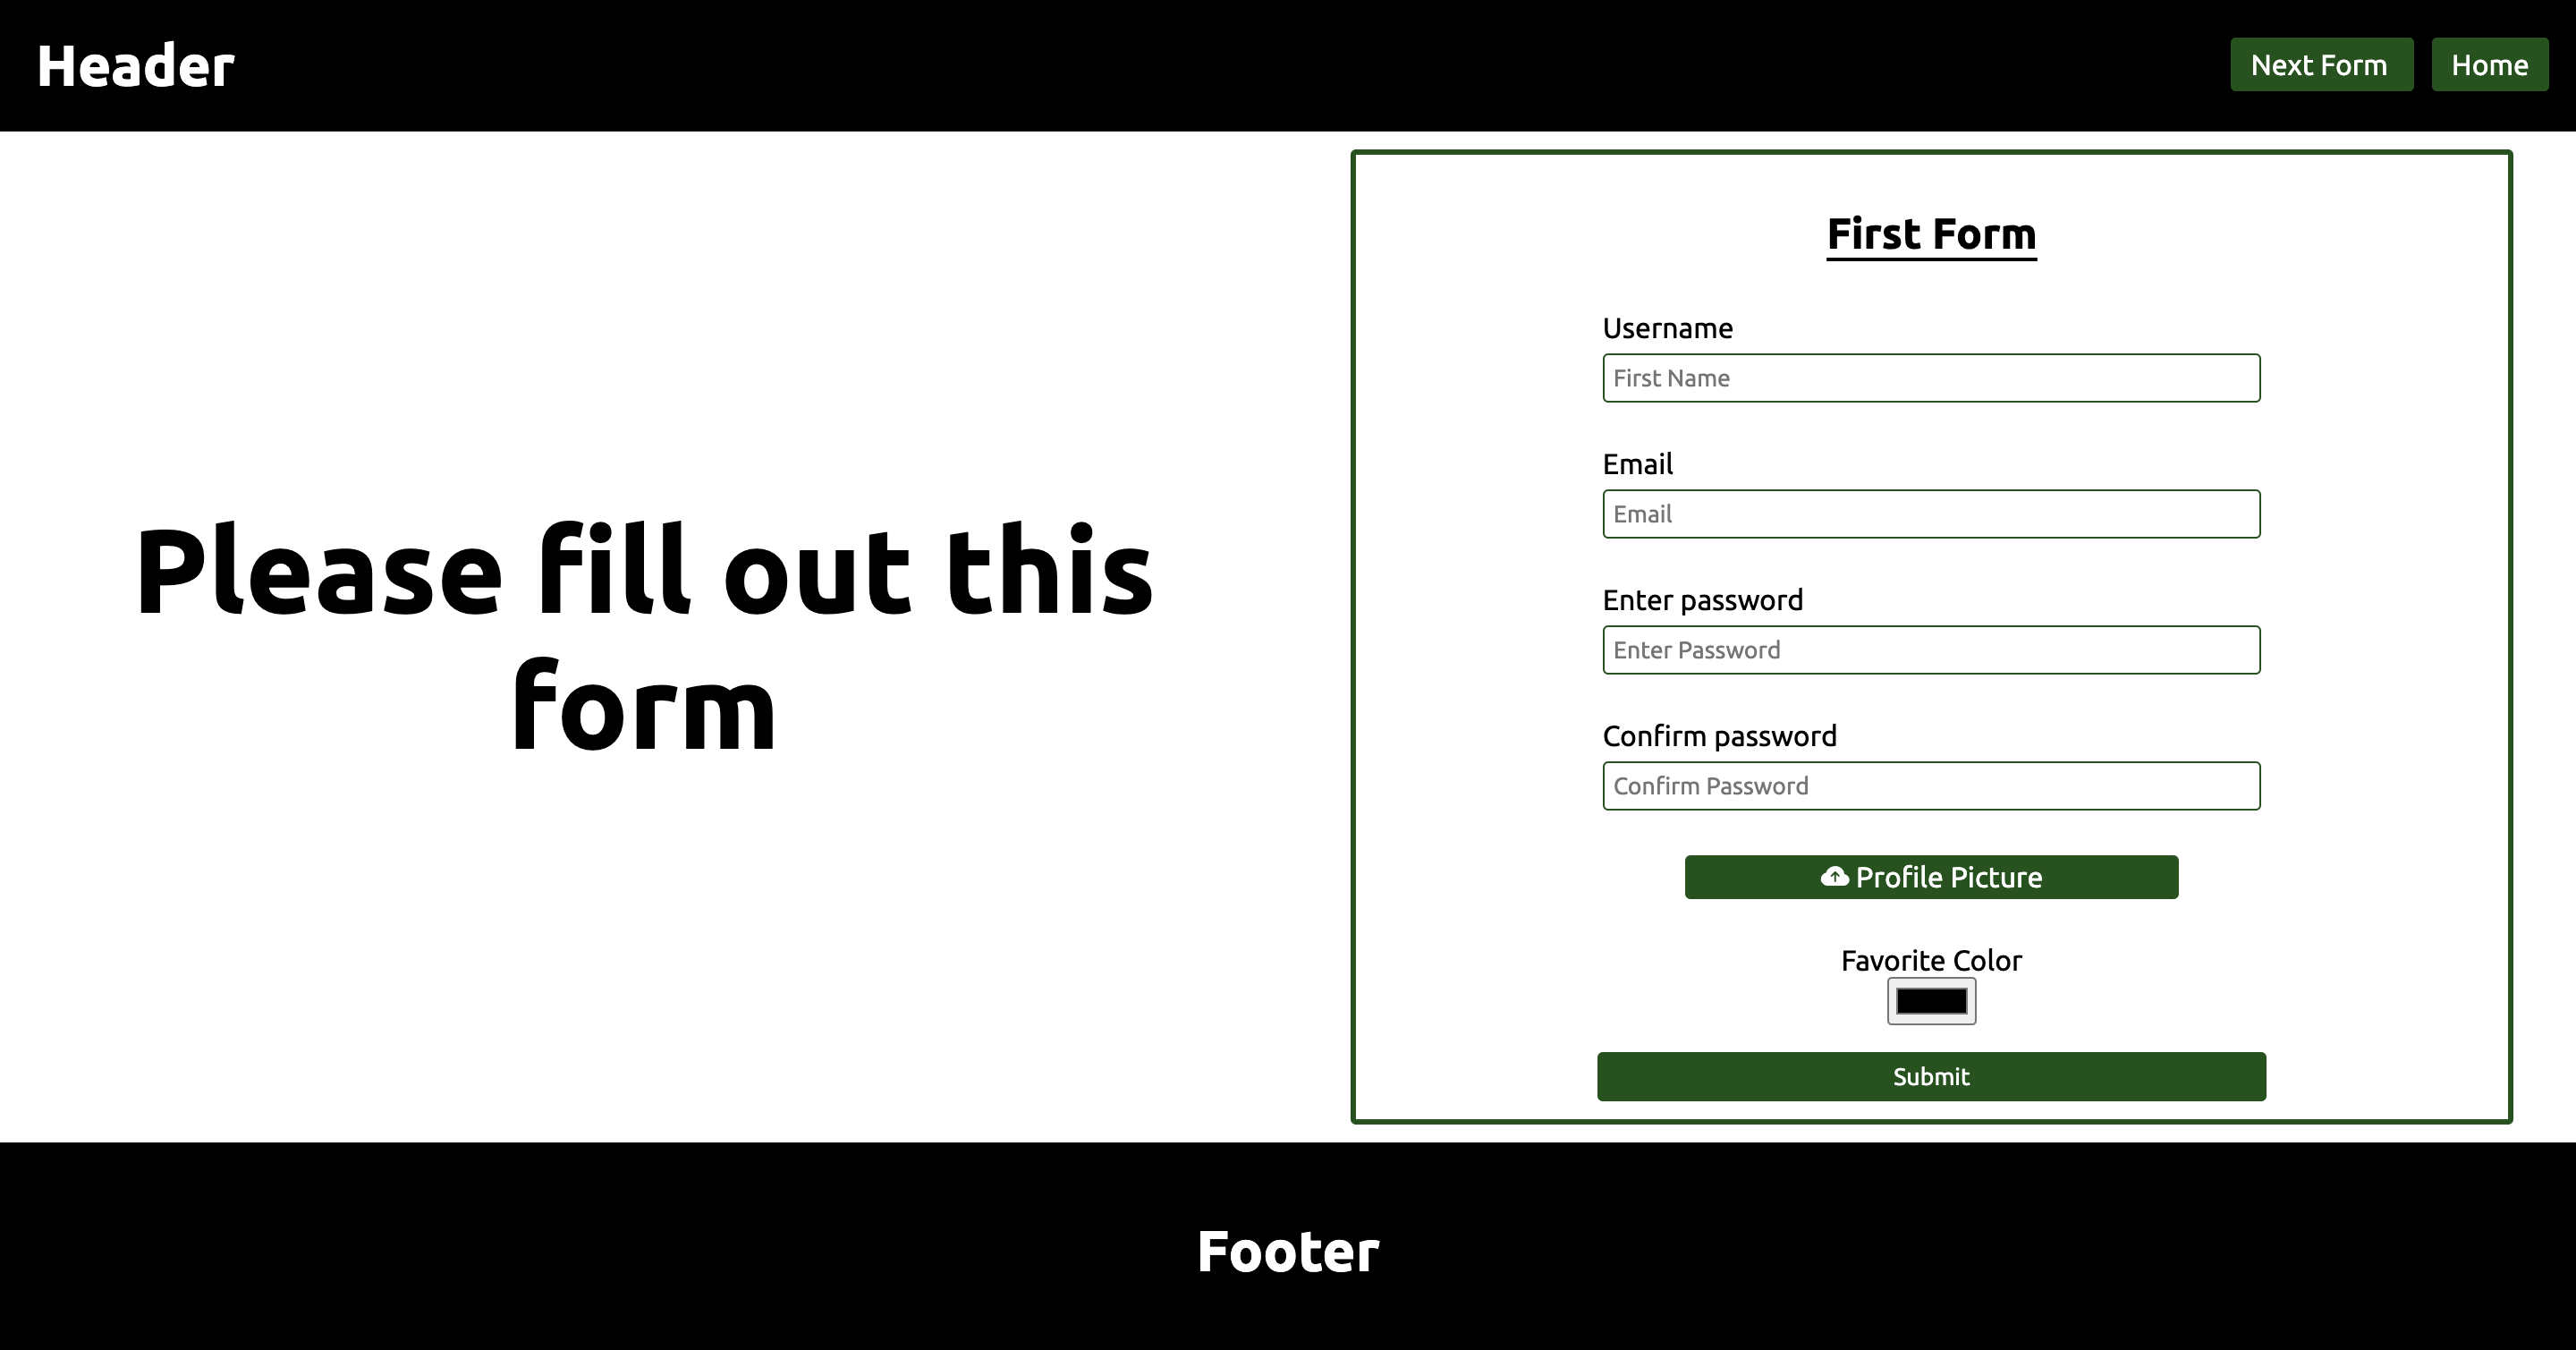 Header
Next Form
Home
Please fill out this
form
First Form
Username
First Name
Email
Email
Enter password
Enter Password
Confirm password
Confirm Password
Profile Picture
Favorite Color
Submit
Footer